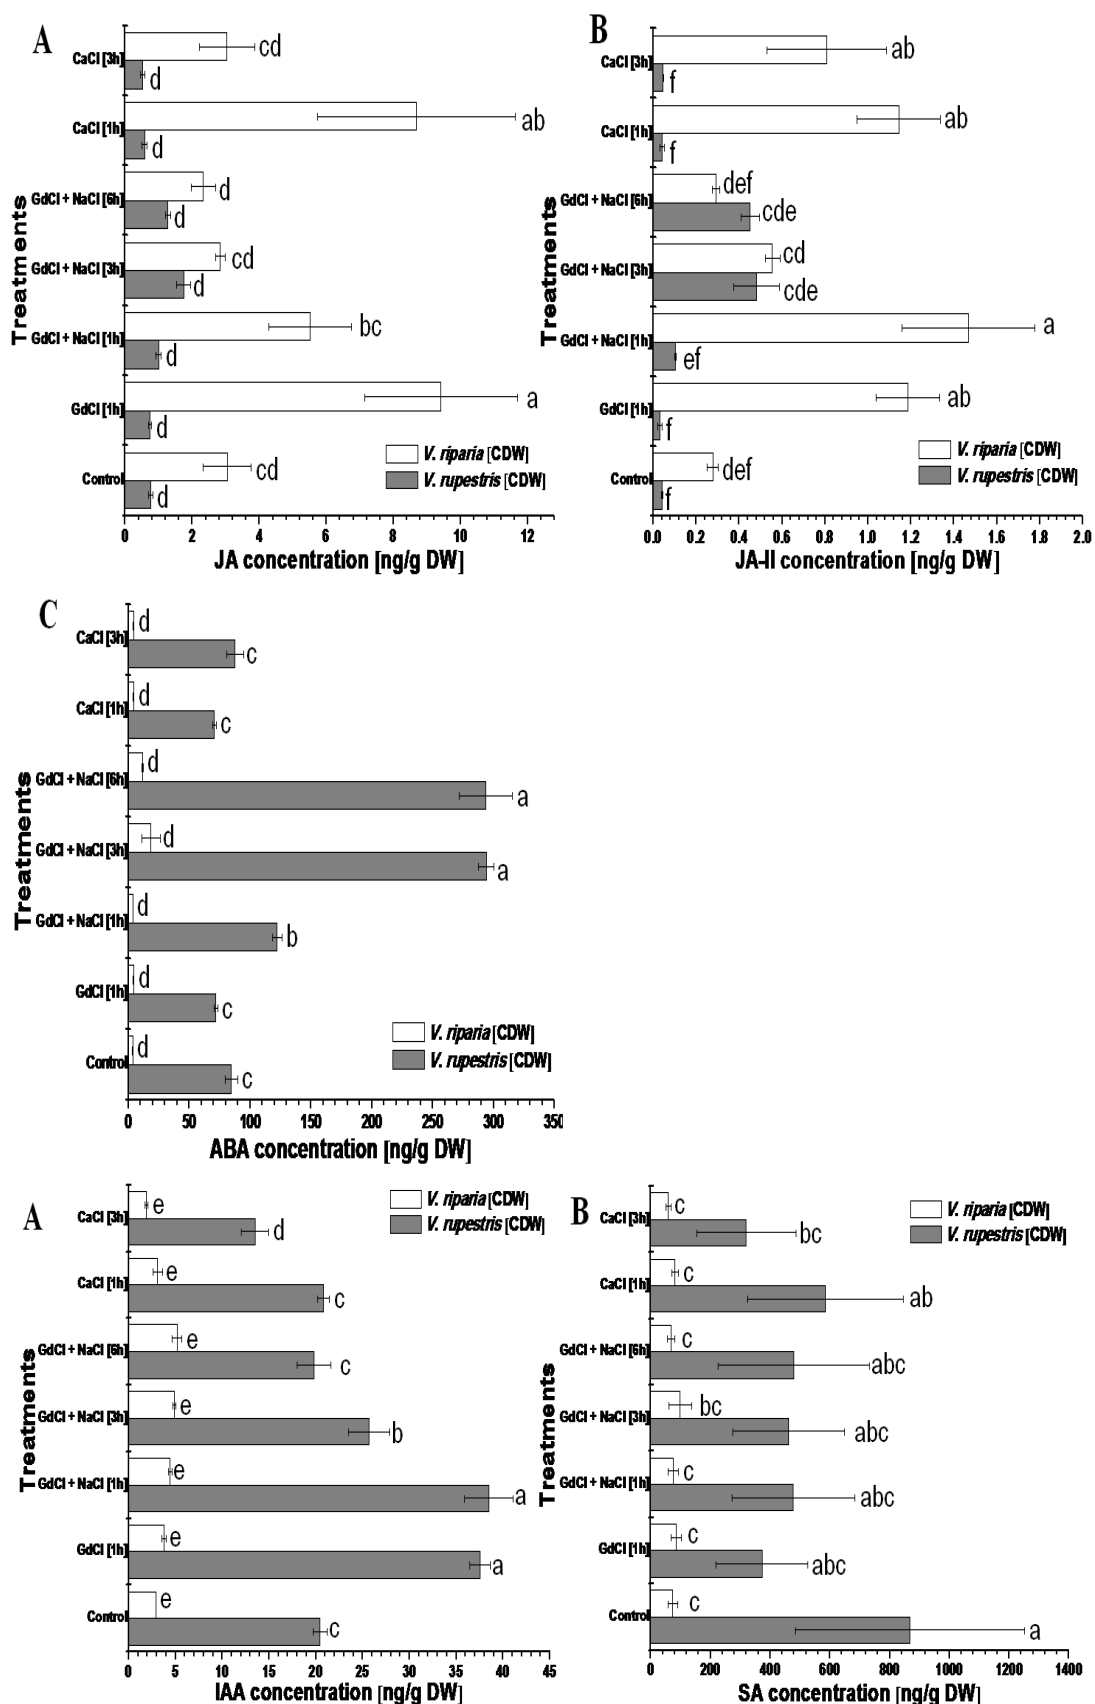 A
Treatments
CaCl [3h]
CaCl [1h]
GdCl + NaCl [6h]
GdCl + NaCl [3h]
GdCl + NaCl [1h]
GdCl [1h]
Control
cd
d
ab
d
d
d
cd
d
bc
d
a
d
cd
d
V. riparia [CDW]
V. rupestris [CDW]
0 2 4 6 8 10 12
JA concentration [ng/g DW]
B
Treatments
CaCl [3h]
CaCl [1h]
GdCl + NaCl [6h]
GdCl + NaCl [3h]
GdCl + NaCl [1h]
GdCl [1h]
Control
ab
f
ab
f
def
cde
cd
cde
a
ef
ab
f
def
f
V. riparia [CDW]
V. rupestris [CDW]
0.0 0.2 0.4 0.6 0.8 1.0 1.2 1.4 1.6 1.8 2.0
JA-II concentration [ng/g DW]
C
Treatments
CaCl [3h]
CaCl [1h]
GdCl + NaCl [6h]
GdCl + NaCl [3h]
GdCl + NaCl [1h]
GdCl [1h]
Control
d
c
d
c
d
a
d
a
d
b
d
c
d
c
V. riparia [CDW]
V. rupestris [CDW]
0 50 100 150 200 250 300 350
ABA concentration [ng/g DW]
A
Treatments
CaCl [3h]
CaCl [1h]
GdCl + NaCl [6h]
GdCl + NaCl [3h]
GdCl + NaCl [1h]
GdCl [1h]
Control
e
d
e
c
e
c
e
b
e
a
e
a
e
c
V. riparia [CDW]
V. rupestris [CDW]
0 5 10 15 20 25 30 35 40 45
IAA concentration [ng/g DW]
B
Treatments
CaCl [3h]
CaCl [1h]
GdCl + NaCl [6h]
GdCl + NaCl [3h]
GdCl + NaCl [1h]
GdCl [1h]
Control
c
bc
c
ab
c
abc
bc
abc
c
abc
c
abc
c
a
V. riparia [CDW]
V. rupestris [CDW]
0 200 400 600 800 1000 1200 1400
SA concentration [ng/g DW]